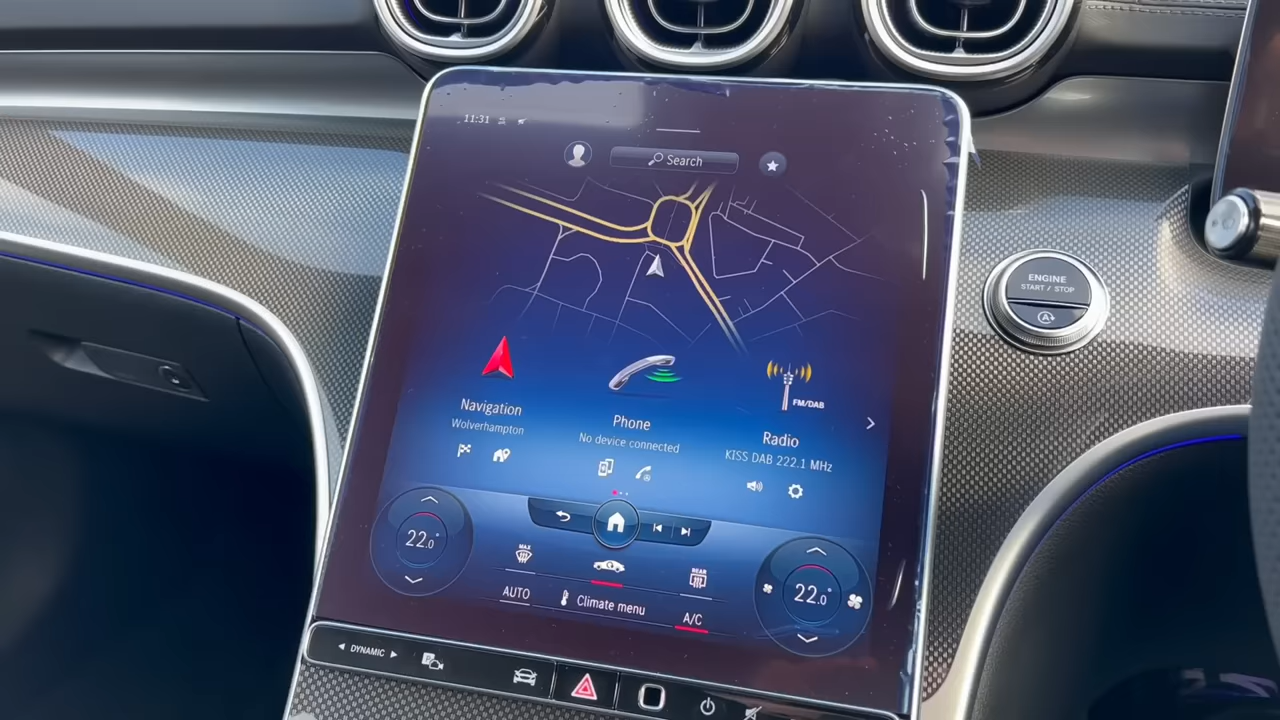 11:31
Search
ENGINE
START / STOP
A
FM/DAB
Navigation
Wolverhampton
Phone
No device connected
Radio
KISS DAB 222.1 MHz
22.0°
MAX
REAR
22.0°
AUTO
Climate menu
A/C
DYNAMIC